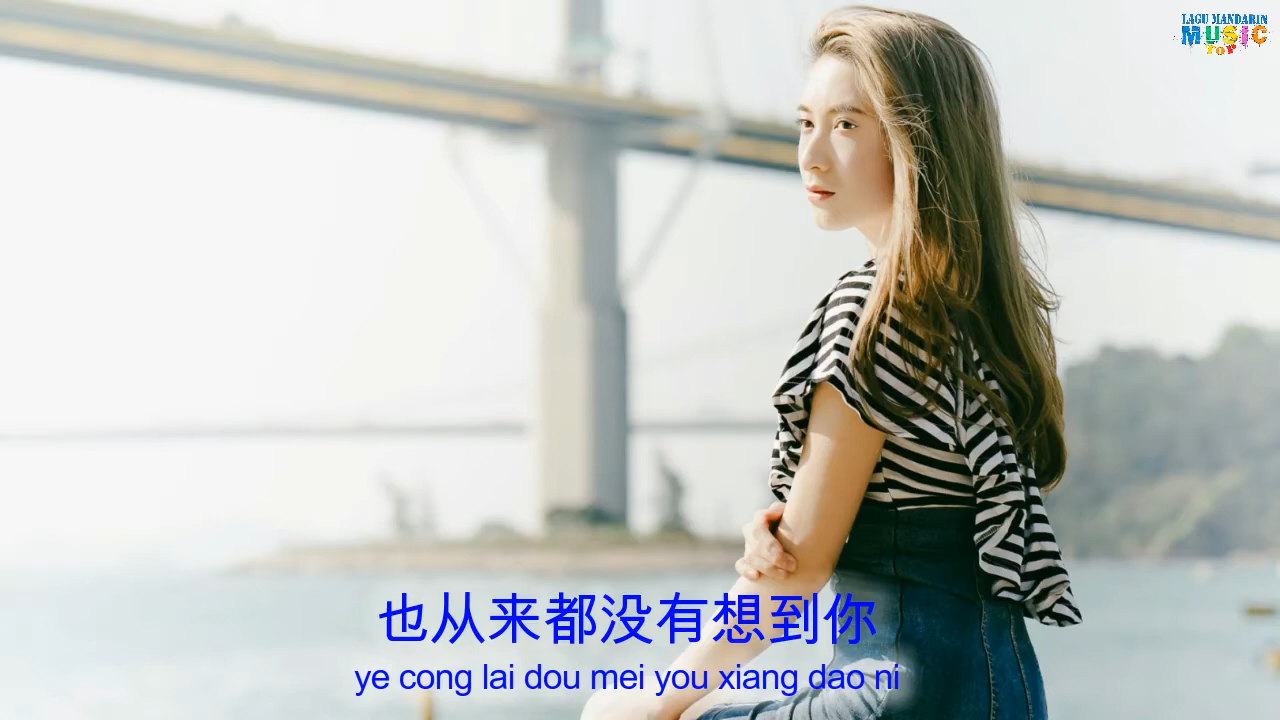 LAGU MANDARIN
MUSIC
TOP
也从来都没有想到你
ye cong lai dou mei you xiang dao ni